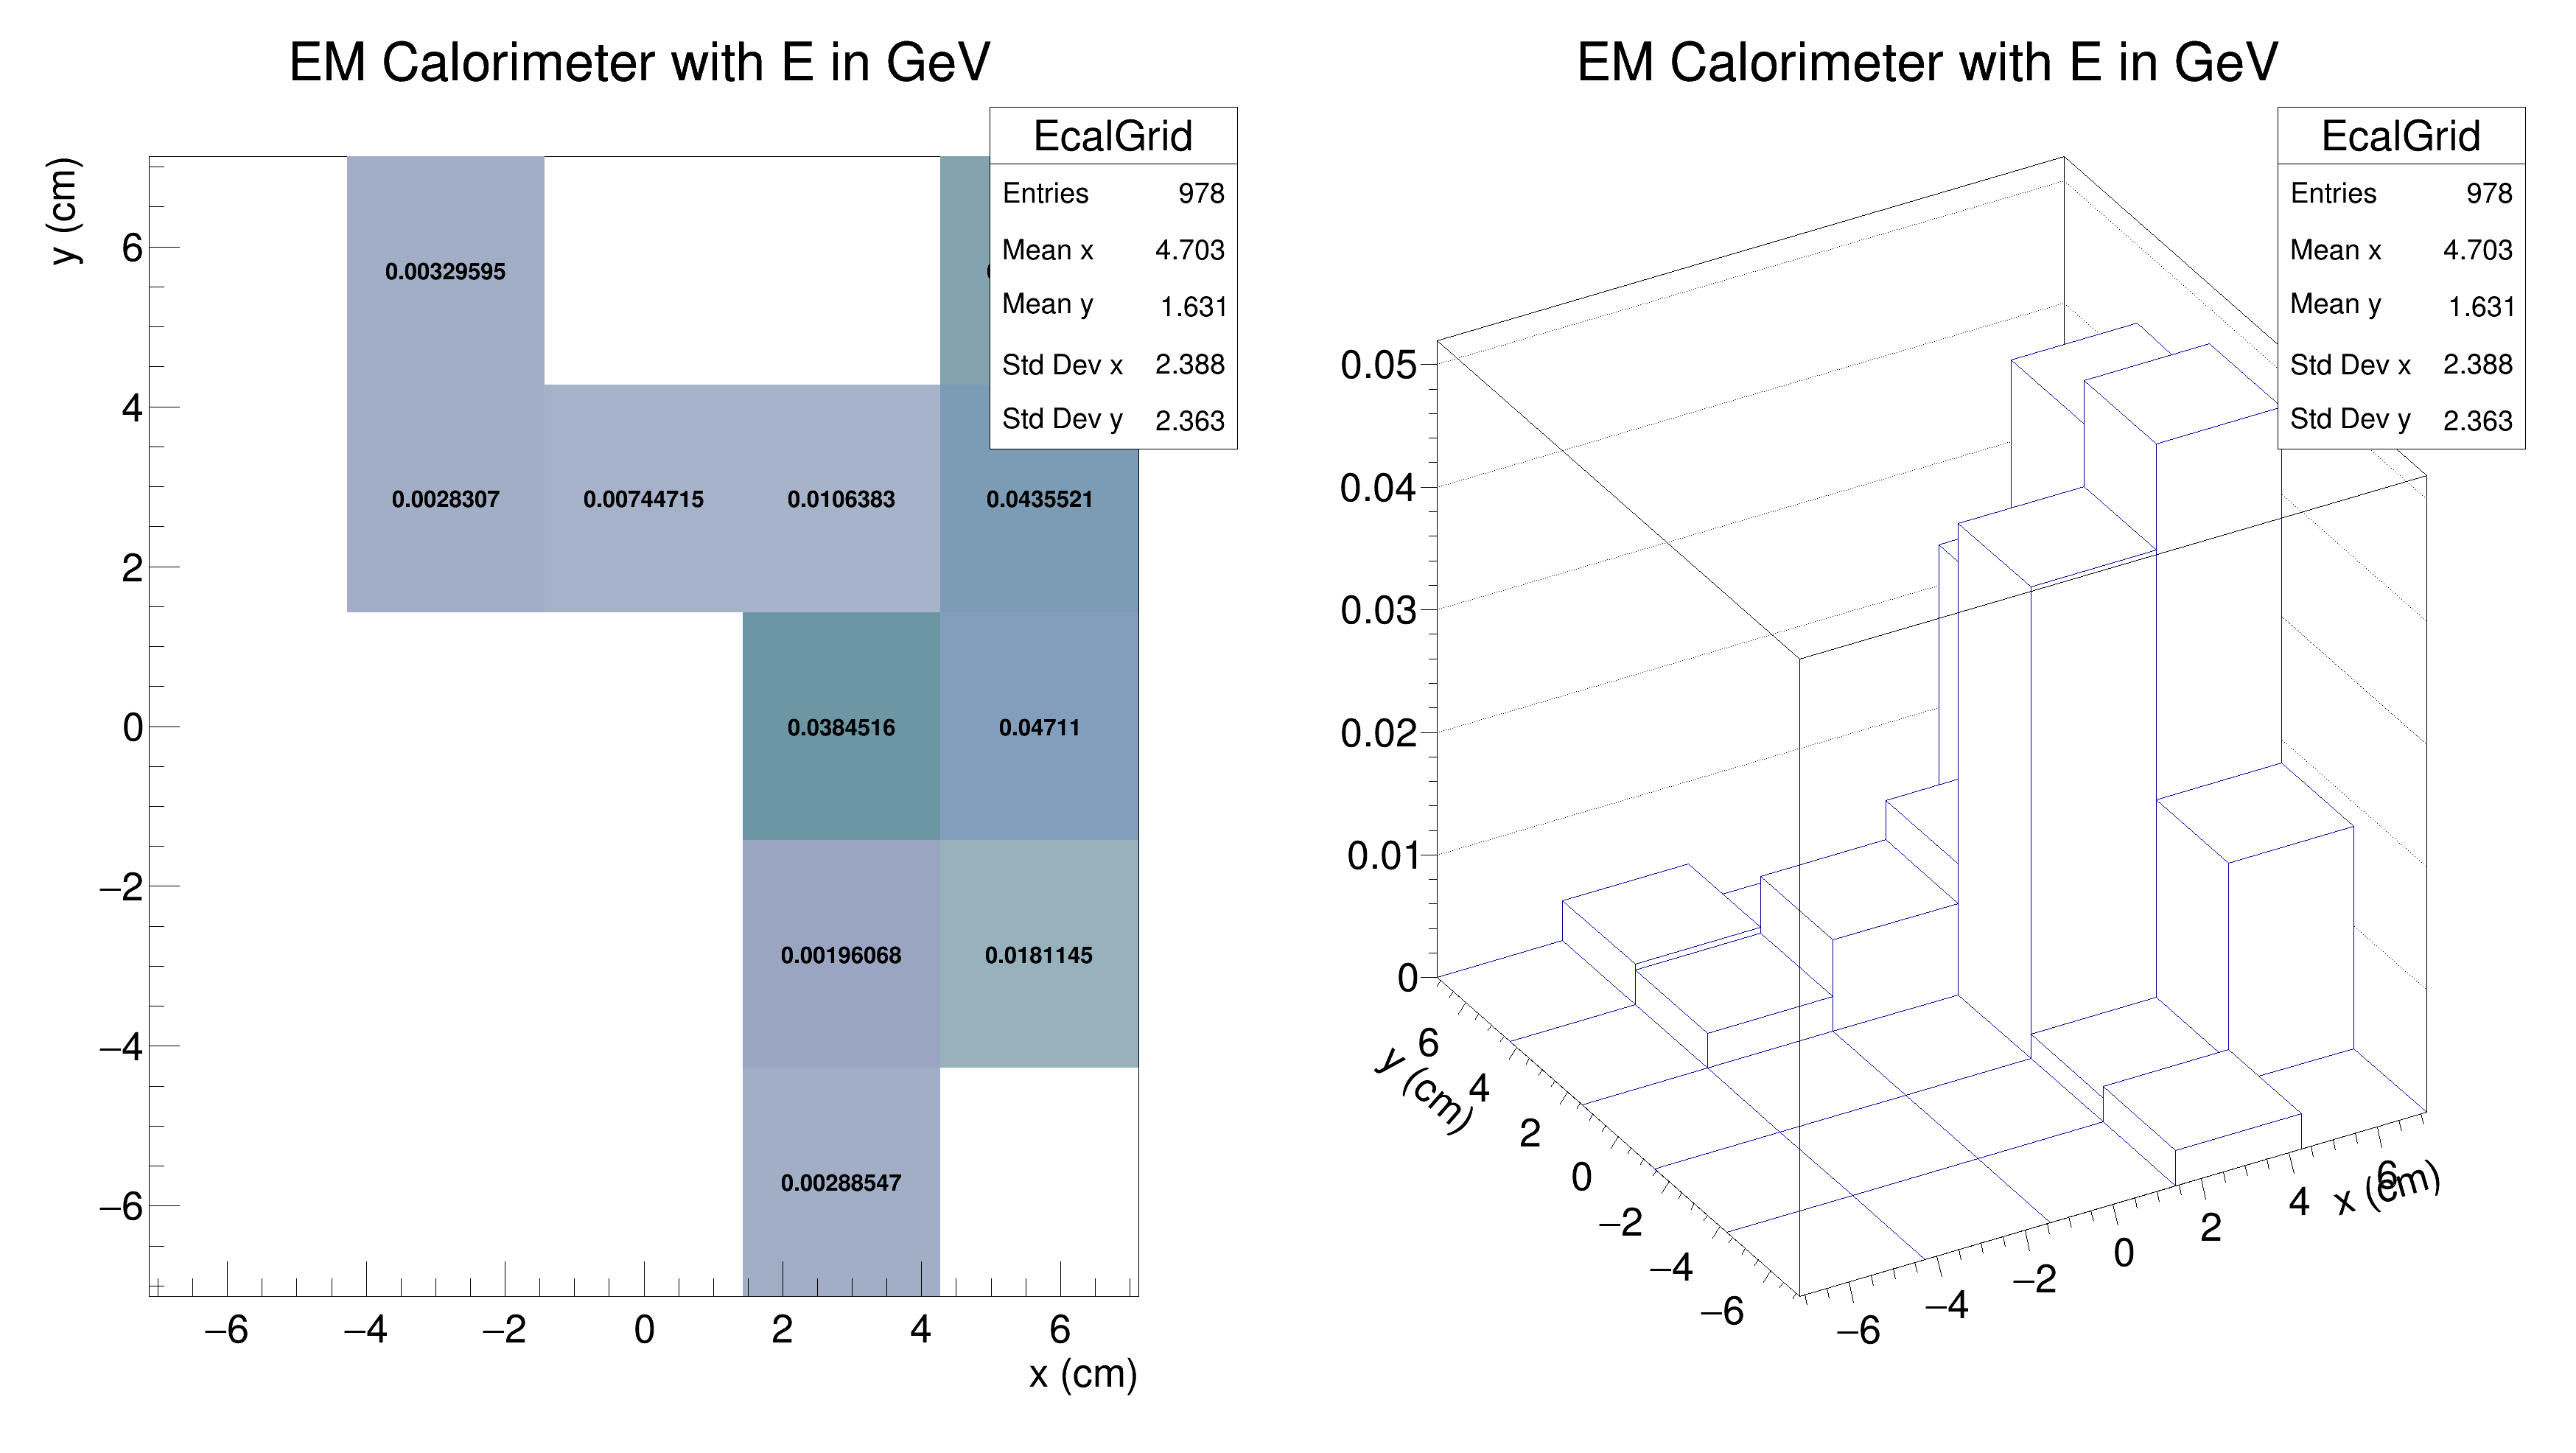 EM Calorimeter with E in GeV
EcalGrid
Entries 978
Mean x 4.703
Mean y 1.631
Std Dev x 2.388
Std Dev y 2.363
y (cm)
6
4
2
0
−2
−4
−6
0.00329595
0.0028307 0.00744715 0.0106383 0.0435521
0.0384516 0.04711
0.00196068 0.0181145
0.00288547
−6 −4 −2 0 2 4 6
x (cm)
EM Calorimeter with E in GeV
EcalGrid
Entries 978
Mean x 4.703
Mean y 1.631
Std Dev x 2.388
Std Dev y 2.363
0.05
0.04
0.03
0.02
0.01
0
6
4
2
0
−2
−4
−6
y (cm)
−6
−4
−2
0
2
4
6
x (cm)